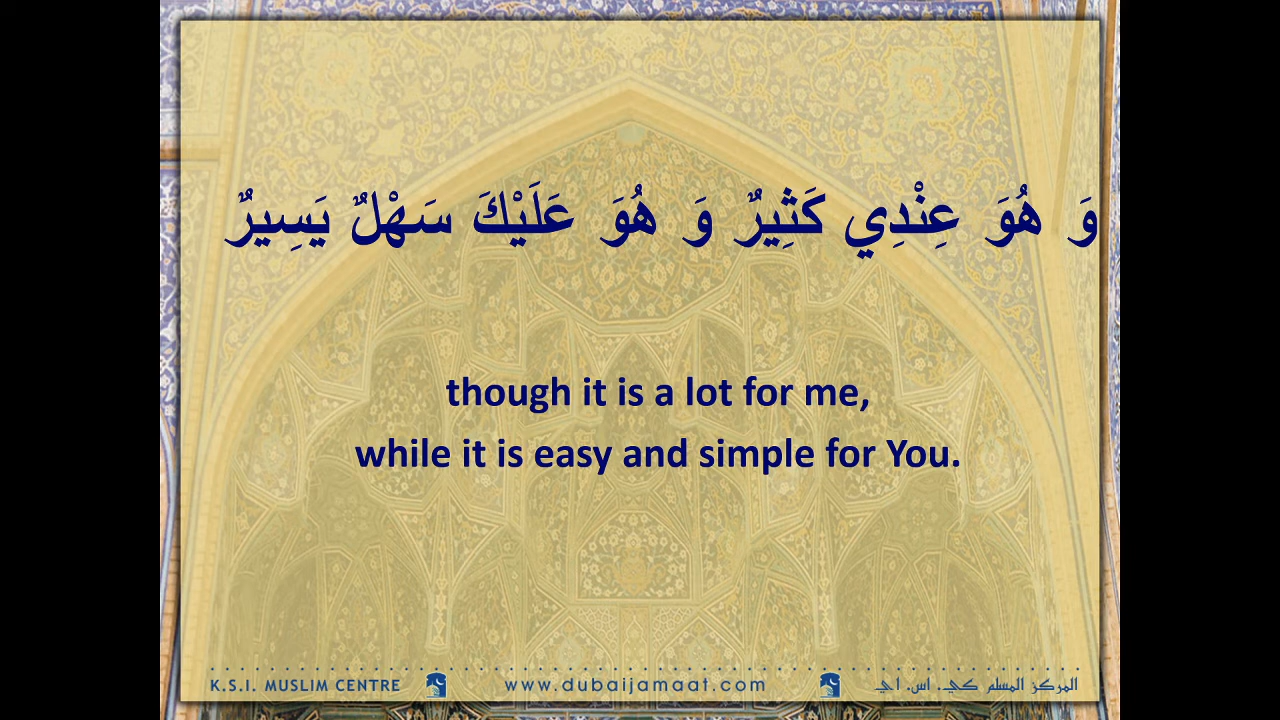 وَ هُوَ عِنْدِي كَثِيرٌ وَ هُوَ عَلَيْكَ سَهْلٌ يَسِيرٌ
though it is a lot for me,
while it is easy and simple for You.
K.S.I. MUSLIM CENTRE www.dubaijamaat.com المركز المسلم كي. اس. اي